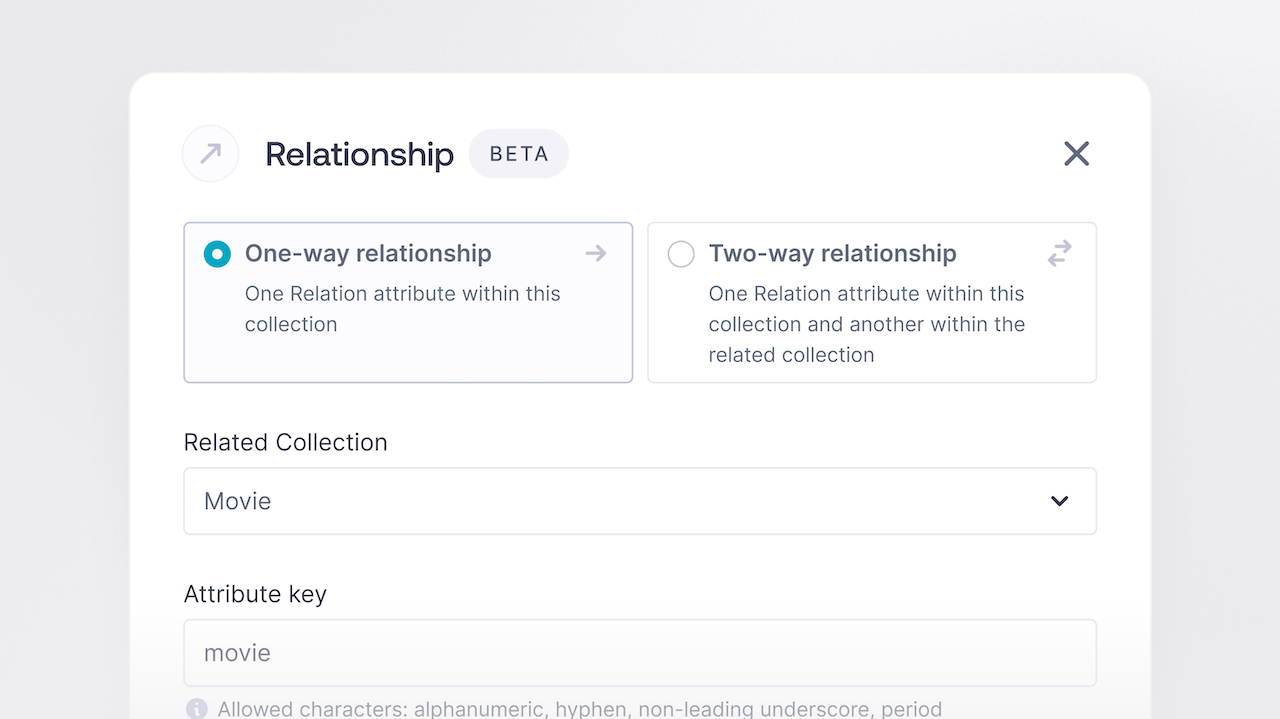 Relationship BETA
One-way relationship
One Relation attribute within this
collection
Two-way relationship
One Relation attribute within this
collection and another within the
related collection
Related Collection
Movie
Attribute key
movie
Allowed characters: alphanumeric, hyphen, non-leading underscore, period